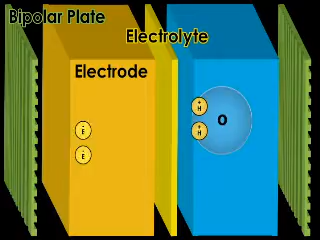 Bipolar Plate
Electrolyte
Electrode
+
H
O
-
E
+
H
-
E